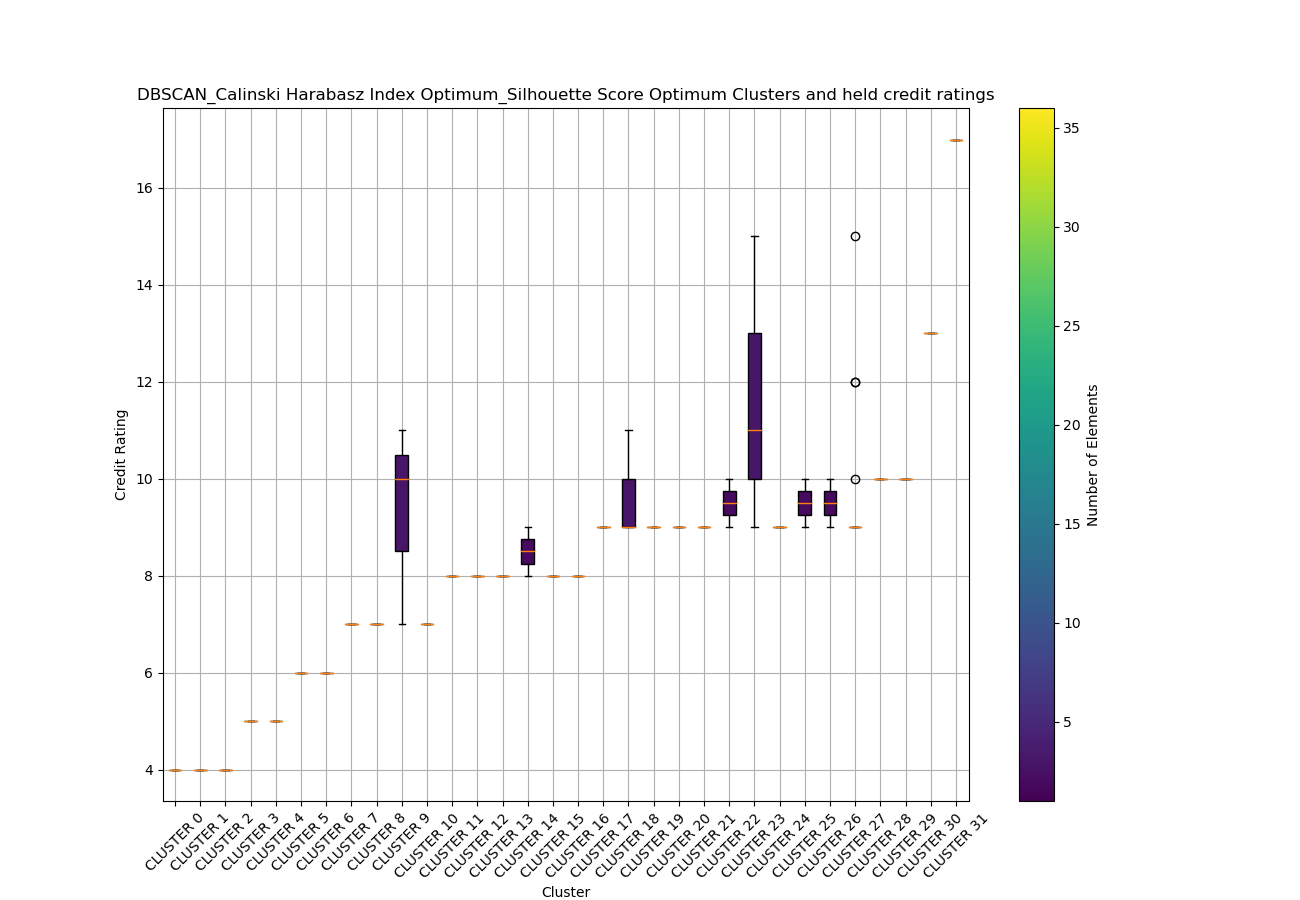 DBSCAN_Calinski Harabasz Index Optimum_Silhouette Score Optimum Clusters and held credit ratings
Credit Rating
16
14
12
10
8
6
4
CLUSTER 0
CLUSTER 1
CLUSTER 2
CLUSTER 3
CLUSTER 4
CLUSTER 5
CLUSTER 6
CLUSTER 7
CLUSTER 8
CLUSTER 9
CLUSTER 10
CLUSTER 11
CLUSTER 12
CLUSTER 13
CLUSTER 14
CLUSTER 15
CLUSTER 16
CLUSTER 17
CLUSTER 18
CLUSTER 19
CLUSTER 20
CLUSTER 21
CLUSTER 22
CLUSTER 23
CLUSTER 24
CLUSTER 25
CLUSTER 26
CLUSTER 27
CLUSTER 28
CLUSTER 29
CLUSTER 30
CLUSTER 31
Cluster
35
30
25
20
15
10
5
Number of Elements